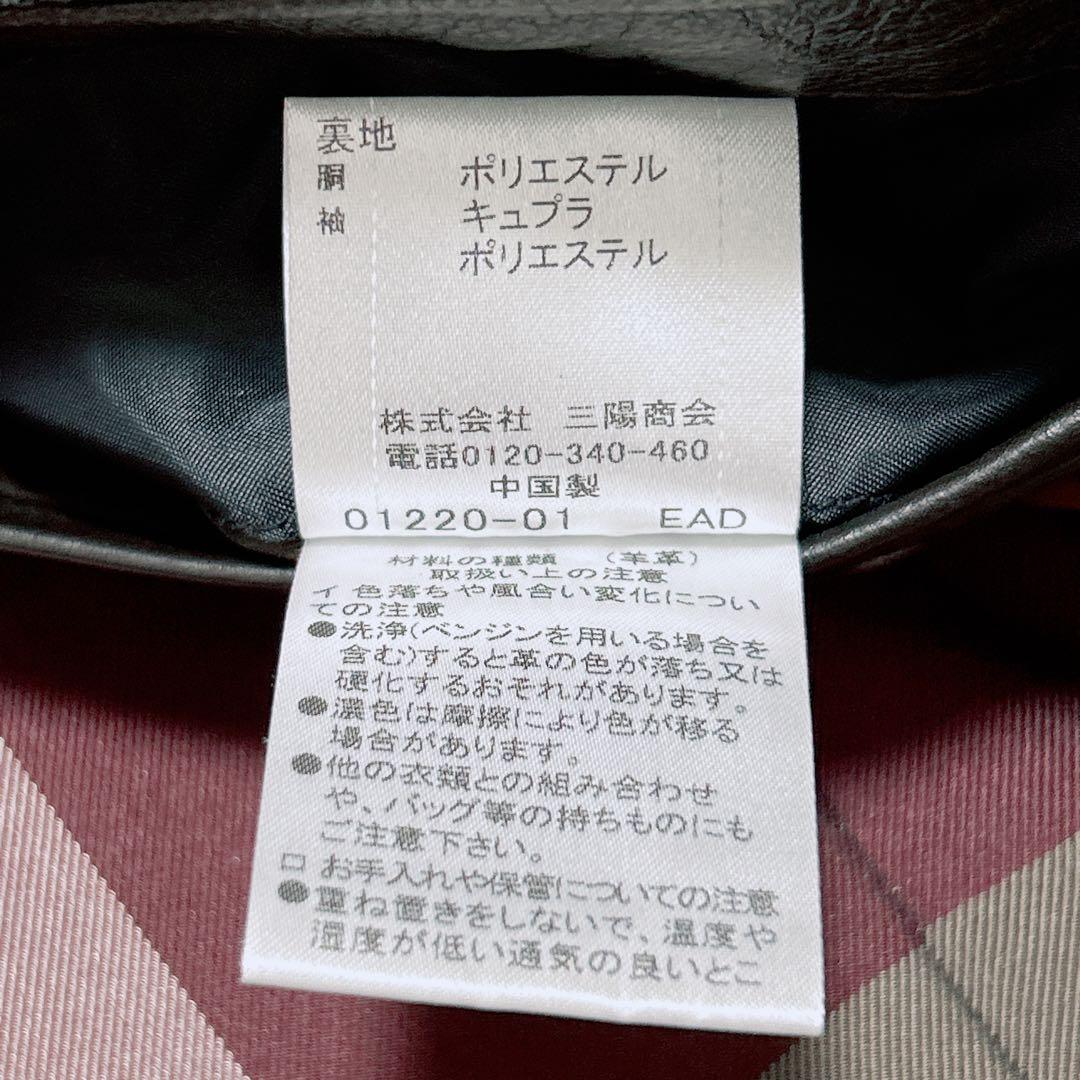 裏地
胴 ポリエステル
袖 キュプラ
ポリエステル
株式会社 三陽商会
電話0120-340-460
中国製
01220-01 EAD
材料の種類 (羊革)
取扱い上の注意
イ 色落ちや風合い変化につい
ての注意
●洗浄(ベンジンを用いる場合を
含む)すると革の色が落ち又は
硬化するおそれがあります。
●濃色は摩擦により色が移る
場合があります。
●他の衣類との組み合わせ
や、バッグ等の持ちものにも
ご注意下さい。
ロ お手入れや保管についての注意
●重ね置きをしないで、温度や
湿度が低い通気の良いとこ